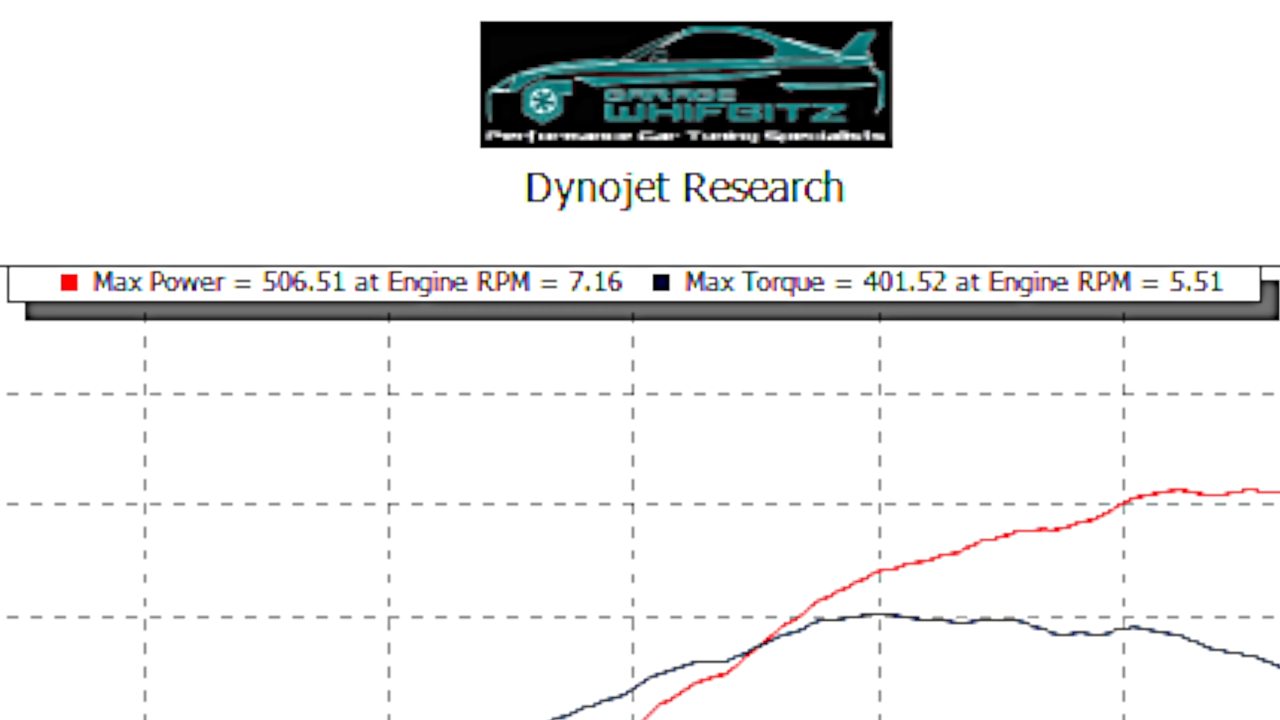 GARAGE
WHIFBITZ
Performance Car Tuning Specialists
Dynojet Research
Max Power = 506.51 at Engine RPM = 7.16 Max Torque = 401.52 at Engine RPM = 5.51